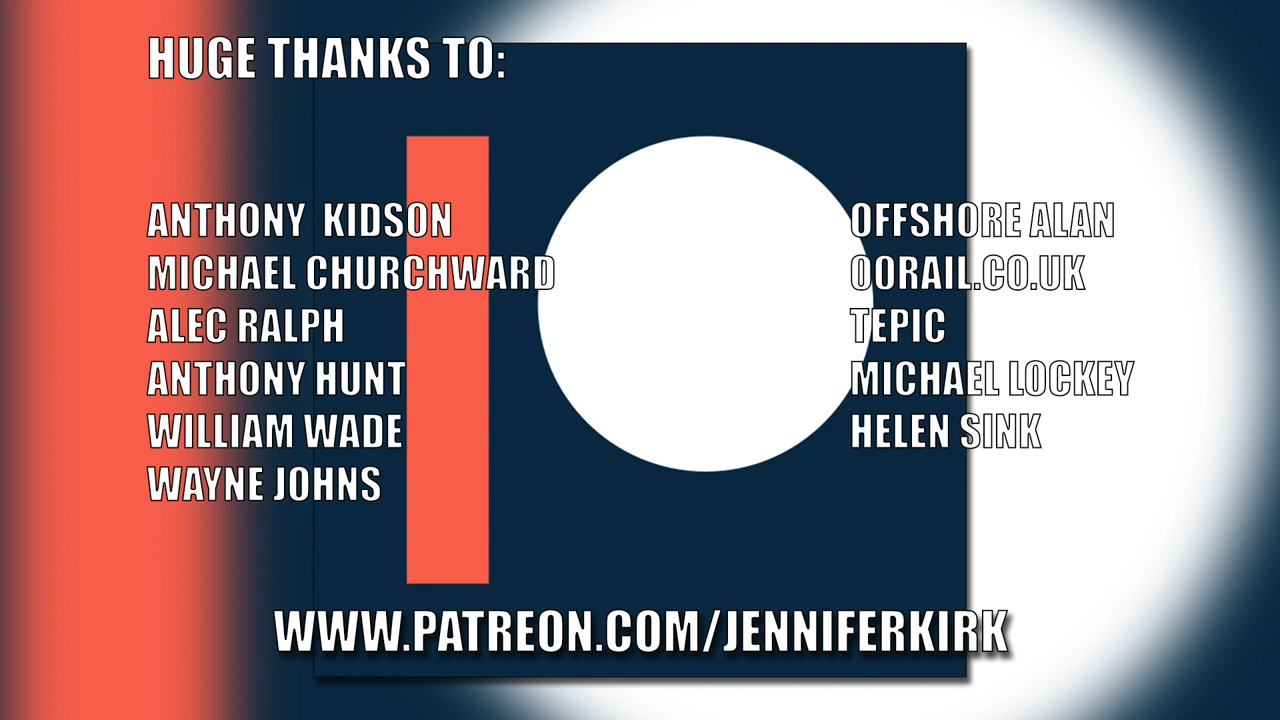 HUGE THANKS TO:
ANTHONY  KIDSON
MICHAEL CHURCHWARD
ALEC RALPH
ANTHONY HUNT
WILLIAM WADE
WAYNE JOHNS
OFFSHORE ALAN
OORAIL.CO.UK
TEPIC
MICHAEL LOCKEY
HELEN SINK
WWW.PATREON.COM/JENNIFERKIRK